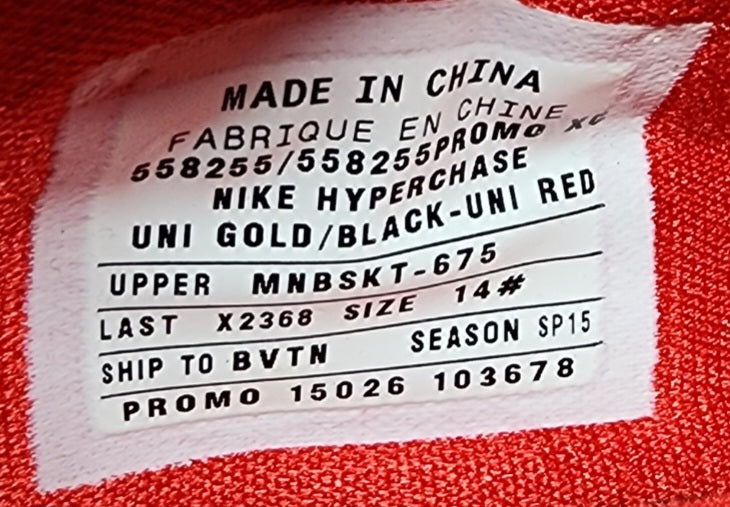 MADE IN CHINA
FABRIQUE EN CHINE
558255/558255PROMO XC
NIKE HYPERCHASE
UNI GOLD/BLACK-UNI RED
UPPER MNBSKT-675
LAST X2368 SIZE 14#
SHIP TO BVTN SEASON SP15
PROMO 15026 103678